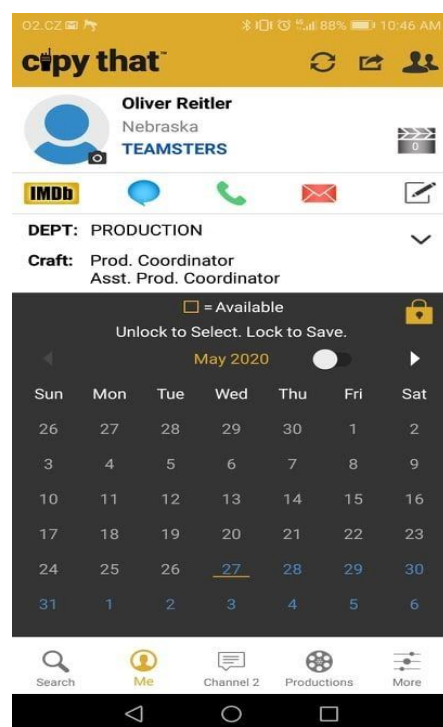 O2.CZ 88% 10:46 AM
cipy that™
Oliver Reitler
Nebraska
TEAMSTERS
0
IMDb
DEPT: PRODUCTION
Craft: Prod. Coordinator
Asst. Prod. Coordinator
= Available
Unlock to Select. Lock to Save.
May 2020
Sun Mon Tue Wed Thu Fri Sat
26 27 28 29 30 1 2
3 4 5 6 7 8 9
10 11 12 13 14 15 16
17 18 19 20 21 22 23
24 25 26 27 28 29 30
31 1 2 3 4 5 6
Search Me Channel 2 Productions More